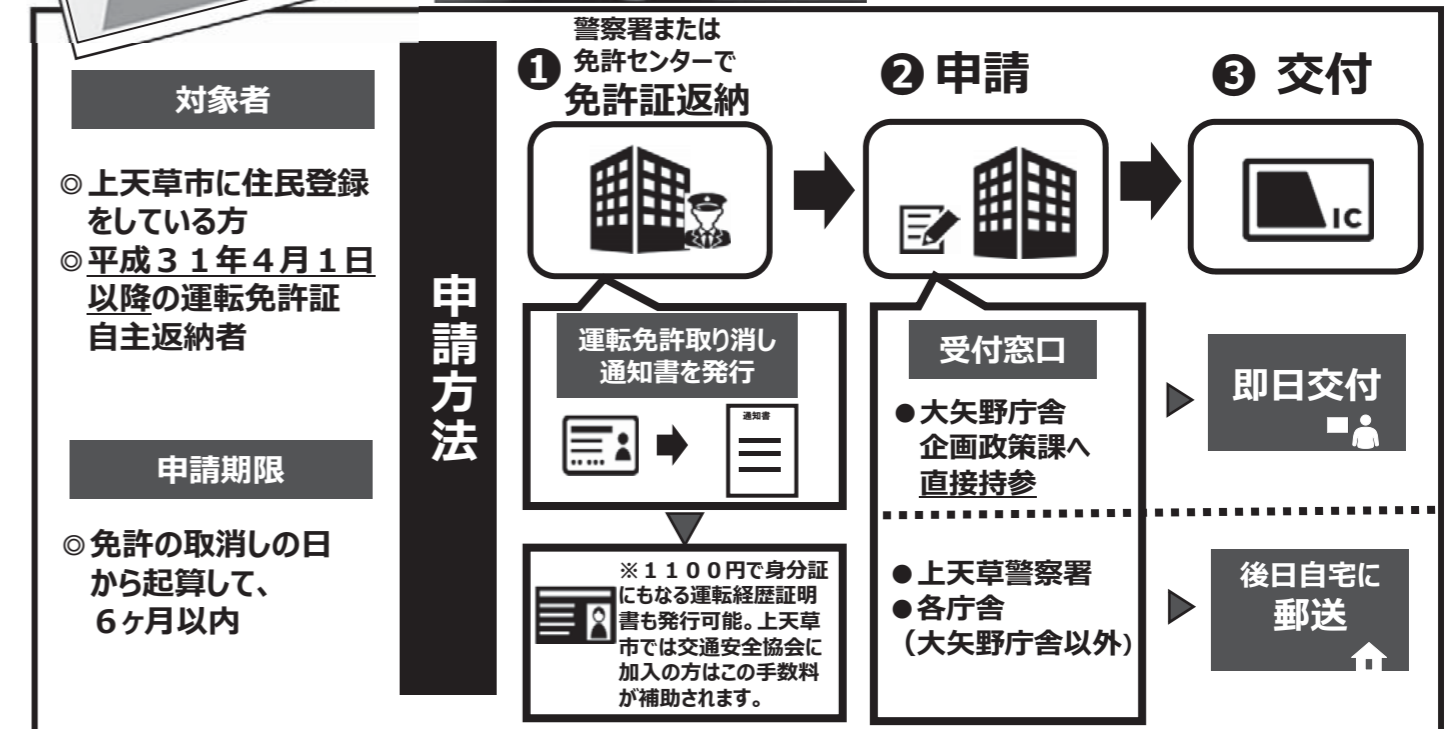 対象者
◎上天草市に住民登録
をしている方
◎平成３１年４月１日
以降の運転免許証
自主返納者
申請期限
◎免許の取消しの日
から起算して、
６ヶ月以内
申請方法
❶
警察署または
免許センターで
免許証返納
運転免許取り消し
通知書を発行
通知書
※１１００円で身分証
にもなる運転経歴証明
書も発行可能。上天草
市では交通安全協会に
加入の方はこの手数料
が補助されます。
❷申請
受付窓口
●大矢野庁舎
企画政策課へ
直接持参
●上天草警察署
●各庁舎
（大矢野庁舎以外）
❸ 交付
IC
即日交付
後日自宅に
郵送